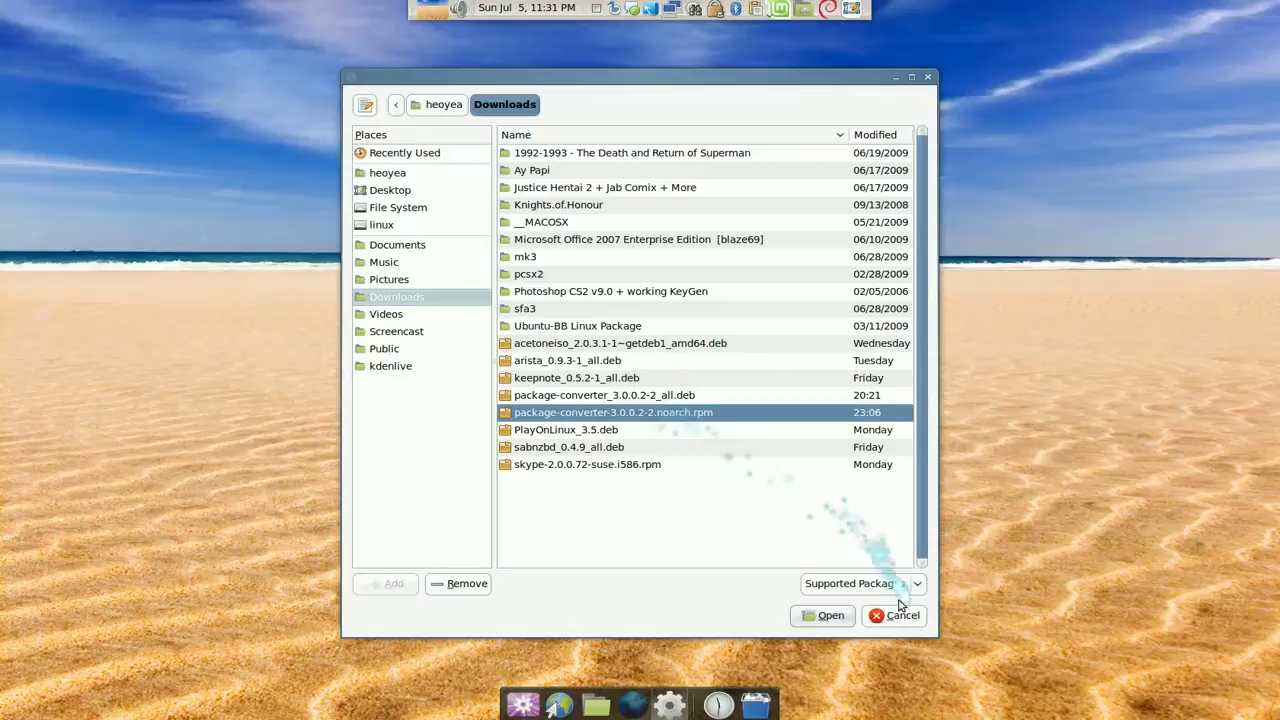 Sun Jul  5, 11:31 PM
heoyea
Downloads
Places
Recently Used
heoyea
Desktop
File System
linux
Documents
Music
Pictures
Downloads
Videos
Screencast
Public
kdenlive
Name Modified
1992-1993 - The Death and Return of Superman 06/19/2009
Ay Papi 06/17/2009
Justice Hentai 2 + Jab Comix + More 06/17/2009
Knights.of.Honour 09/13/2008
__MACOSX 05/21/2009
Microsoft Office 2007 Enterprise Edition  [blaze69] 06/10/2009
mk3 06/28/2009
pcsx2 02/28/2009
Photoshop CS2 v9.0 + working KeyGen 02/05/2006
sfa3 06/28/2009
Ubuntu-BB Linux Package 03/11/2009
acetoneiso_2.0.3.1-1~getdeb1_amd64.deb Wednesday
arista_0.9.3-1_all.deb Tuesday
keepnote_0.5.2-1_all.deb Friday
package-converter_3.0.0.2-2_all.deb 20:21
package-converter-3.0.0.2-2.noarch.rpm 23:06
PlayOnLinux_3.5.deb Monday
sabnzbd_0.4.9_all.deb Friday
skype-2.0.0.72-suse.i586.rpm Monday
Add
Remove
Supported
Open
Cancel